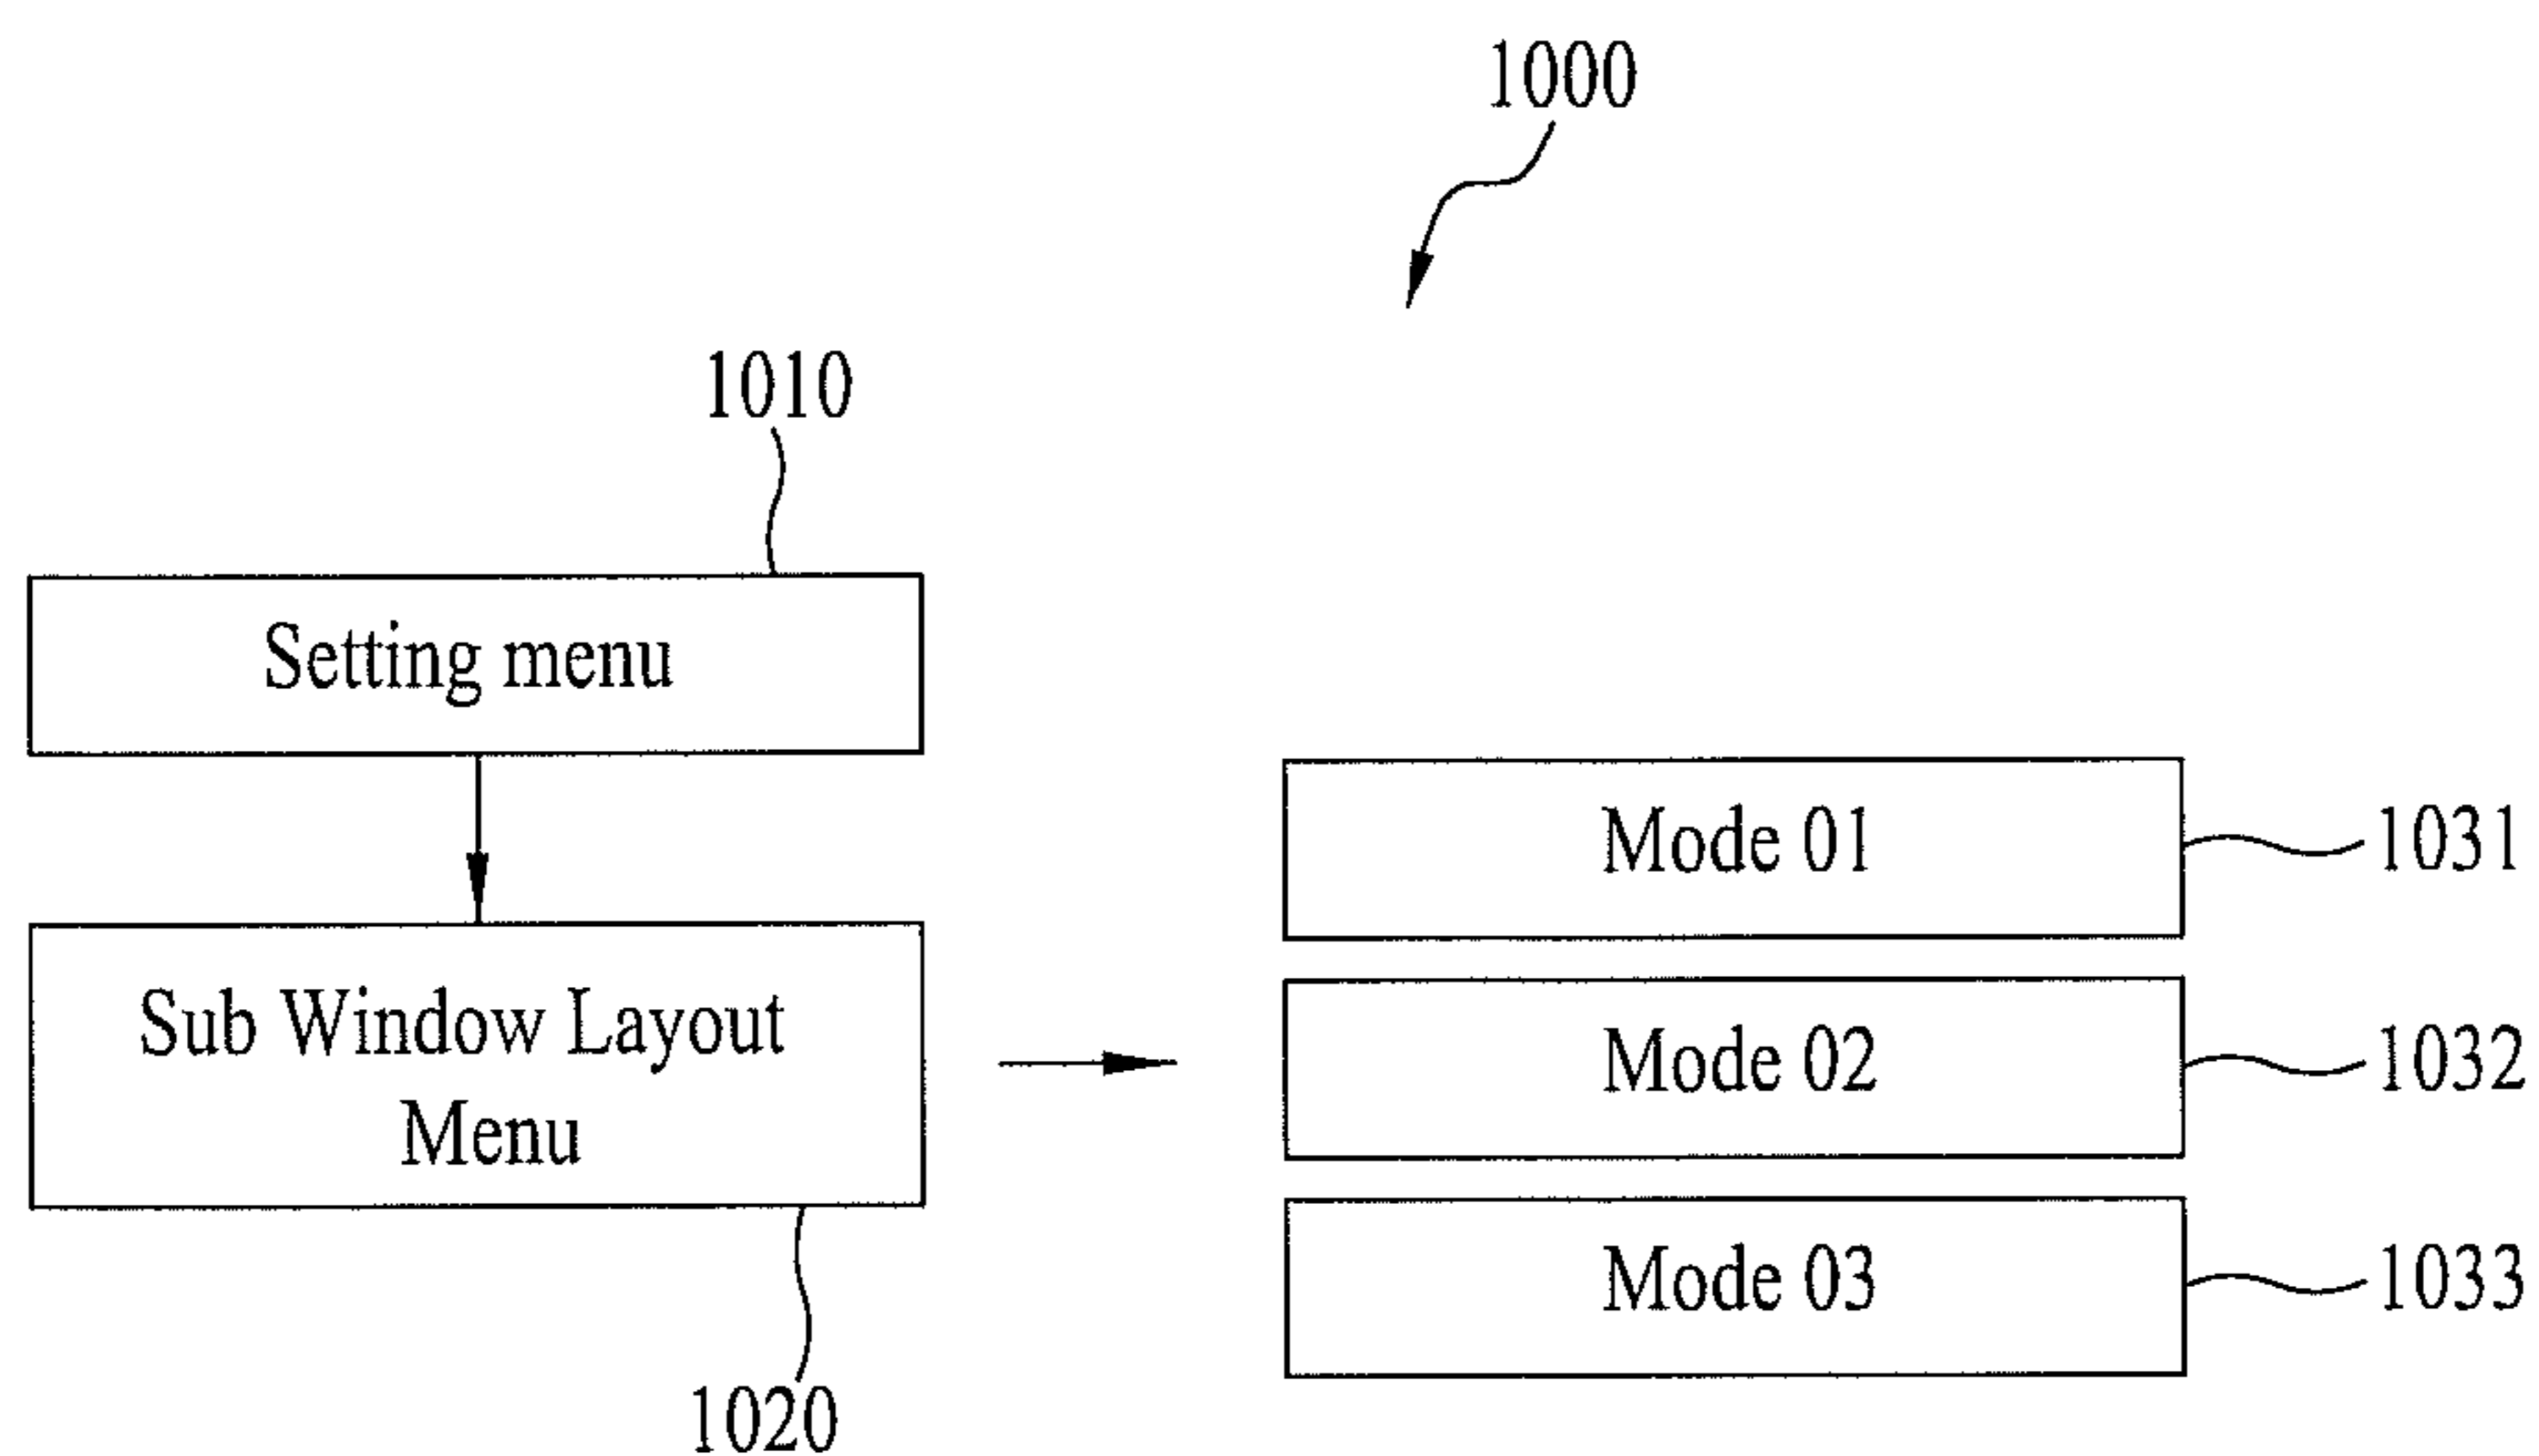 1000
1010
Setting menu
Sub Window Layout
Menu
1020
Mode 01
1031
Mode 02
1032
Mode 03
1033